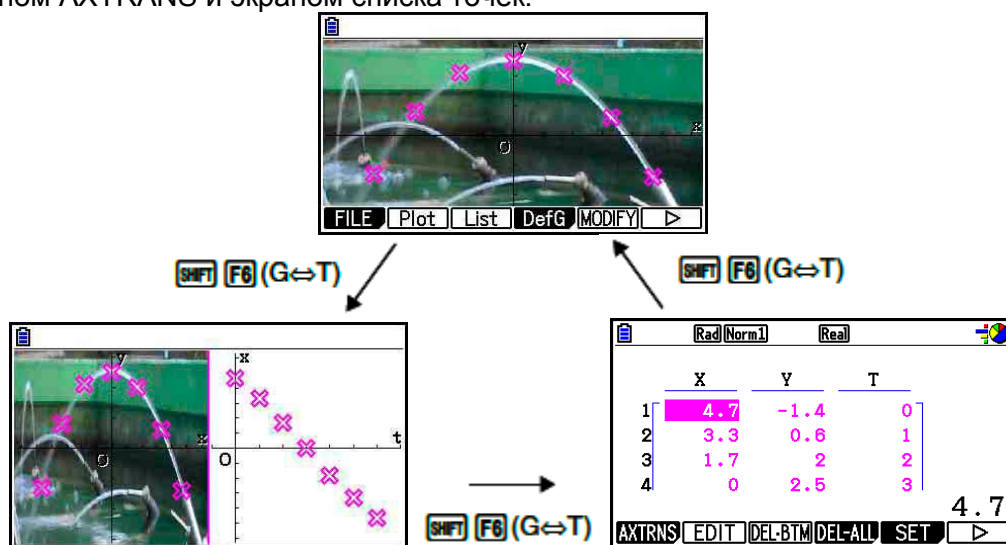 AXTRANS и экраном списка точек.
y
x
O
FILE Plot List DefG MODIFY ▷
SHIFT F6 (G⇔T)
SHIFT F6 (G⇔T)
y
x
O
x
t
O
SHIFT F6 (G⇔T)
Rad Norm1 Real
X Y T
1 4.7 -1.4 0
2 3.3 0.6 1
3 1.7 2 2
4 0 2.5 3
4.7
AXTRNS EDIT DEL-BTM DEL-ALL SET ▷